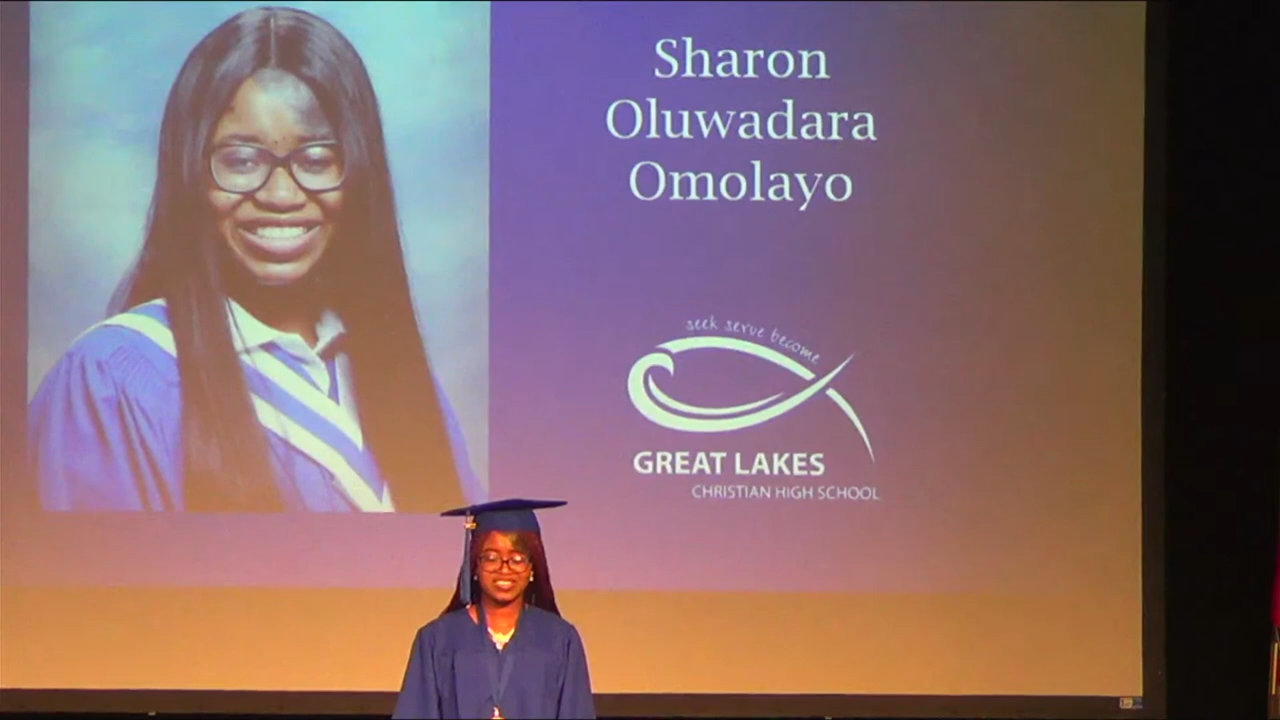 Sharon
Oluwadara
Omolayo
seek serve become
GREAT LAKES
CHRISTIAN HIGH SCHOOL